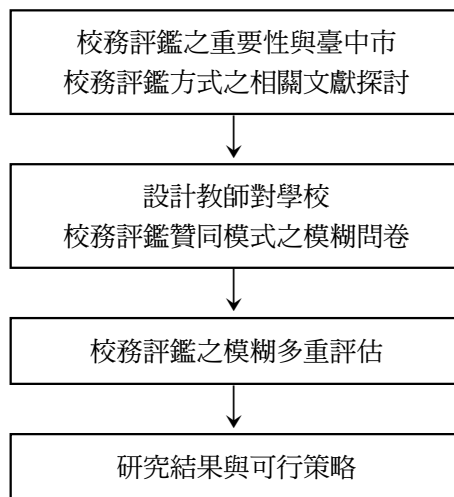 校務評鑑之重要性與臺中市
校務評鑑方式之相關文獻探討
設計教師對學校
校務評鑑贊同模式之模糊問卷
校務評鑑之模糊多重評估
研究結果與可行策略